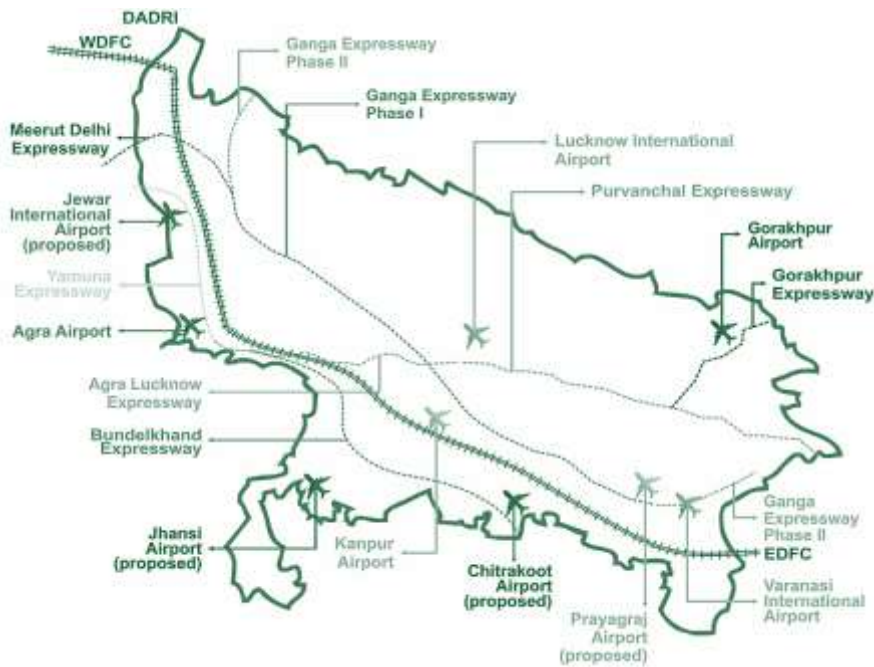 DADRI
WDFC
Ganga Expressway
Phase II
Ganga Expressway
Phase I
Meerut Delhi
Expressway
Lucknow International
Airport
Purvanchal Expressway
Jewar
International
Airport
(proposed)
Gorakhpur
Airport
Yamuna
Expressway
Gorakhpur
Expressway
Agra Airport
Agra Lucknow
Expressway
Bundelkhand
Expressway
Ganga
Expressway
Phase II
EDFC
Jhansi
Airport
(proposed)
Kanpur
Airport
Chitrakoot
Airport
(proposed)
Prayagraj
Airport
(proposed)
Varanasi
International
Airport